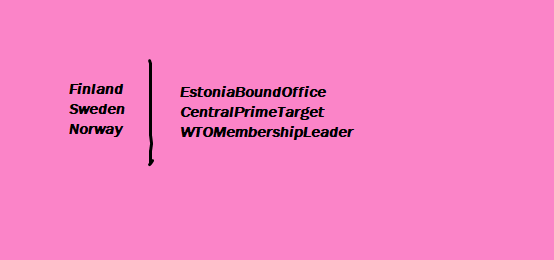 Finland
Sweden
Norway
EstoniaBoundOffice
CentralPrimeTarget
WTOMembershipLeader